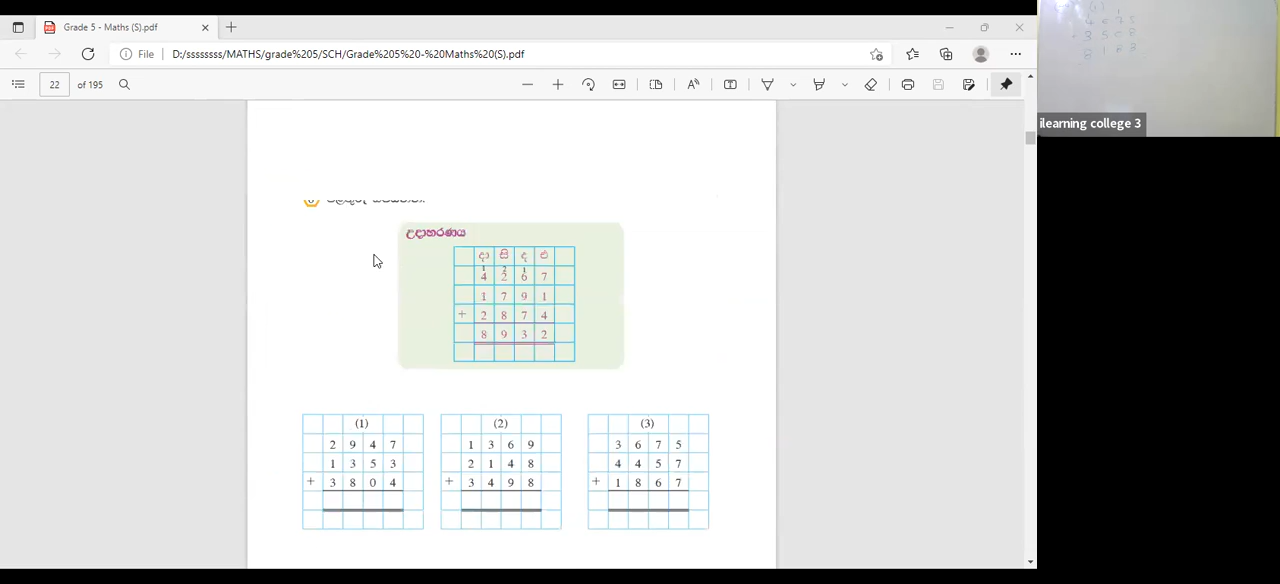 Grade 5 - Maths (S).pdf
File D:/ssssssss/MATHS/grade%205/SCH/Grade%205%20-%20Maths%20(S).pdf
22 of 195
ilearning college 3
උදාහරණය
දා සි ද එ
1 2 1
4 2 6 7
1 7 9 1
+ 2 8 7 4
8 9 3 2
(1)
2 9 4 7
1 3 5 3
+ 3 8 0 4
(2)
1 3 6 9
2 1 4 8
+ 3 4 9 8
(3)
3 6 7 5
4 4 5 7
+ 1 8 6 7